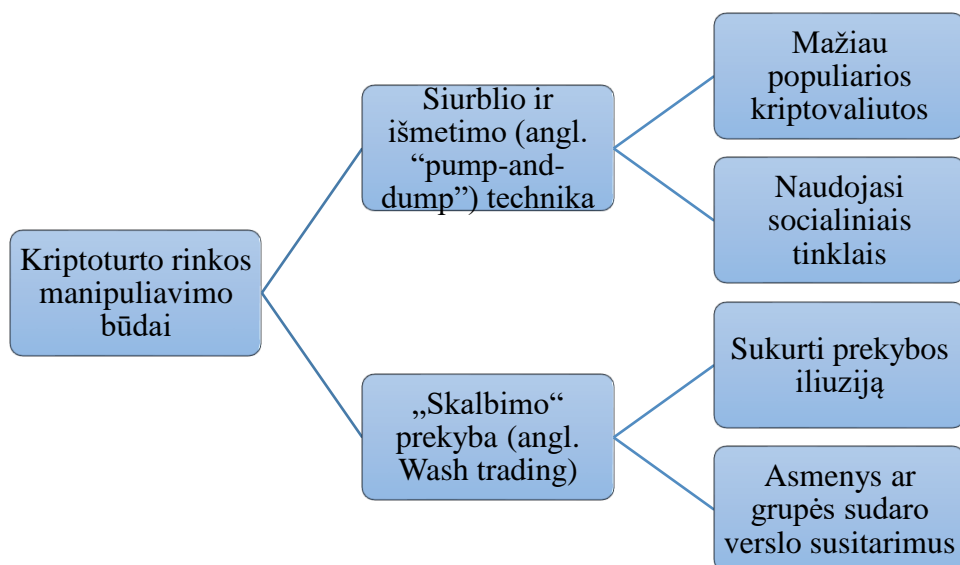 Kriptoturto rinkos
manipuliavimo
būdai
Siurblio ir
išmetimo (angl.
“pump-and-
dump”) technika
Mažiau
populiarios
kriptovaliutos
Naudojasi
socialiniais
tinklais
„Skalbimo“
prekyba (angl.
Wash trading)
Sukurti prekybos
iliuziją
Asmenys ar
grupės sudaro
verslo susitarimus